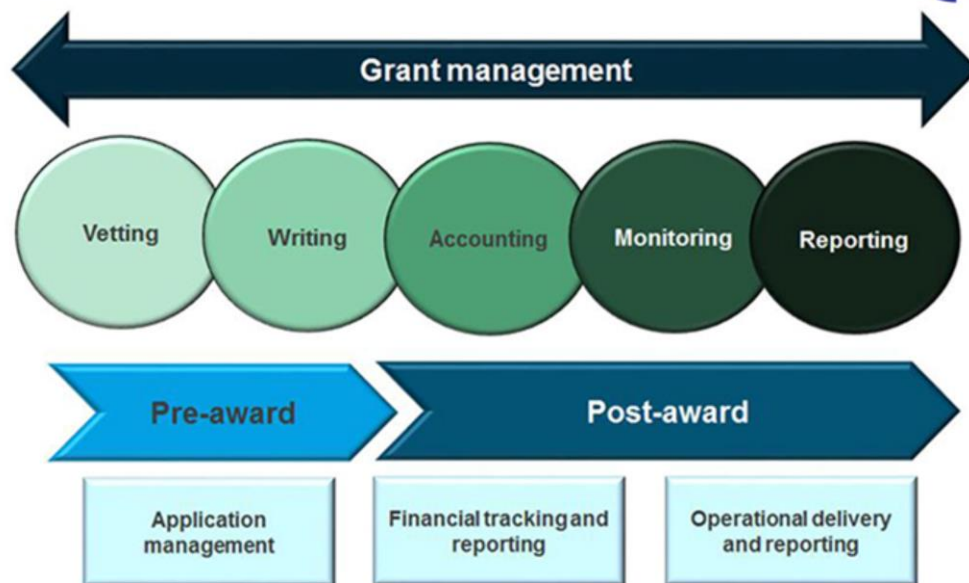 Grant management
Vetting
Writing
Accounting
Monitoring
Reporting
Pre-award
Post-award
Application
management
Financial tracking and
reporting
Operational delivery
and reporting